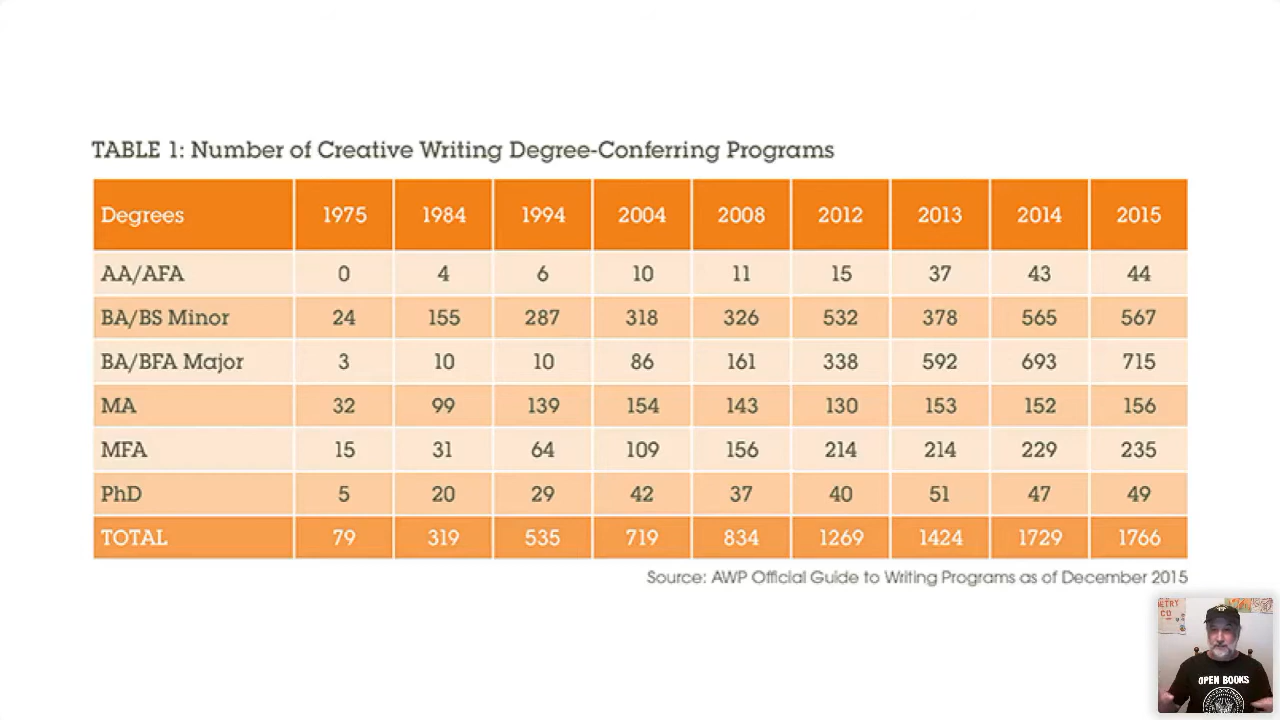 TABLE 1: Number of Creative Writing Degree-Conferring Programs
Degrees 1975 1984 1994 2004 2008 2012 2013 2014 2015
AA/AFA 0 4 6 10 11 15 37 43 44
BA/BS Minor 24 155 287 318 326 532 378 565 567
BA/BFA Major 3 10 10 86 161 338 592 693 715
MA 32 99 139 154 143 130 153 152 156
MFA 15 31 64 109 156 214 214 229 235
PhD 5 20 29 42 37 40 51 47 49
TOTAL 79 319 535 719 834 1269 1424 1729 1766
Source: AWP Official Guide to Writing Programs as of December 2015
OPEN BOOKS